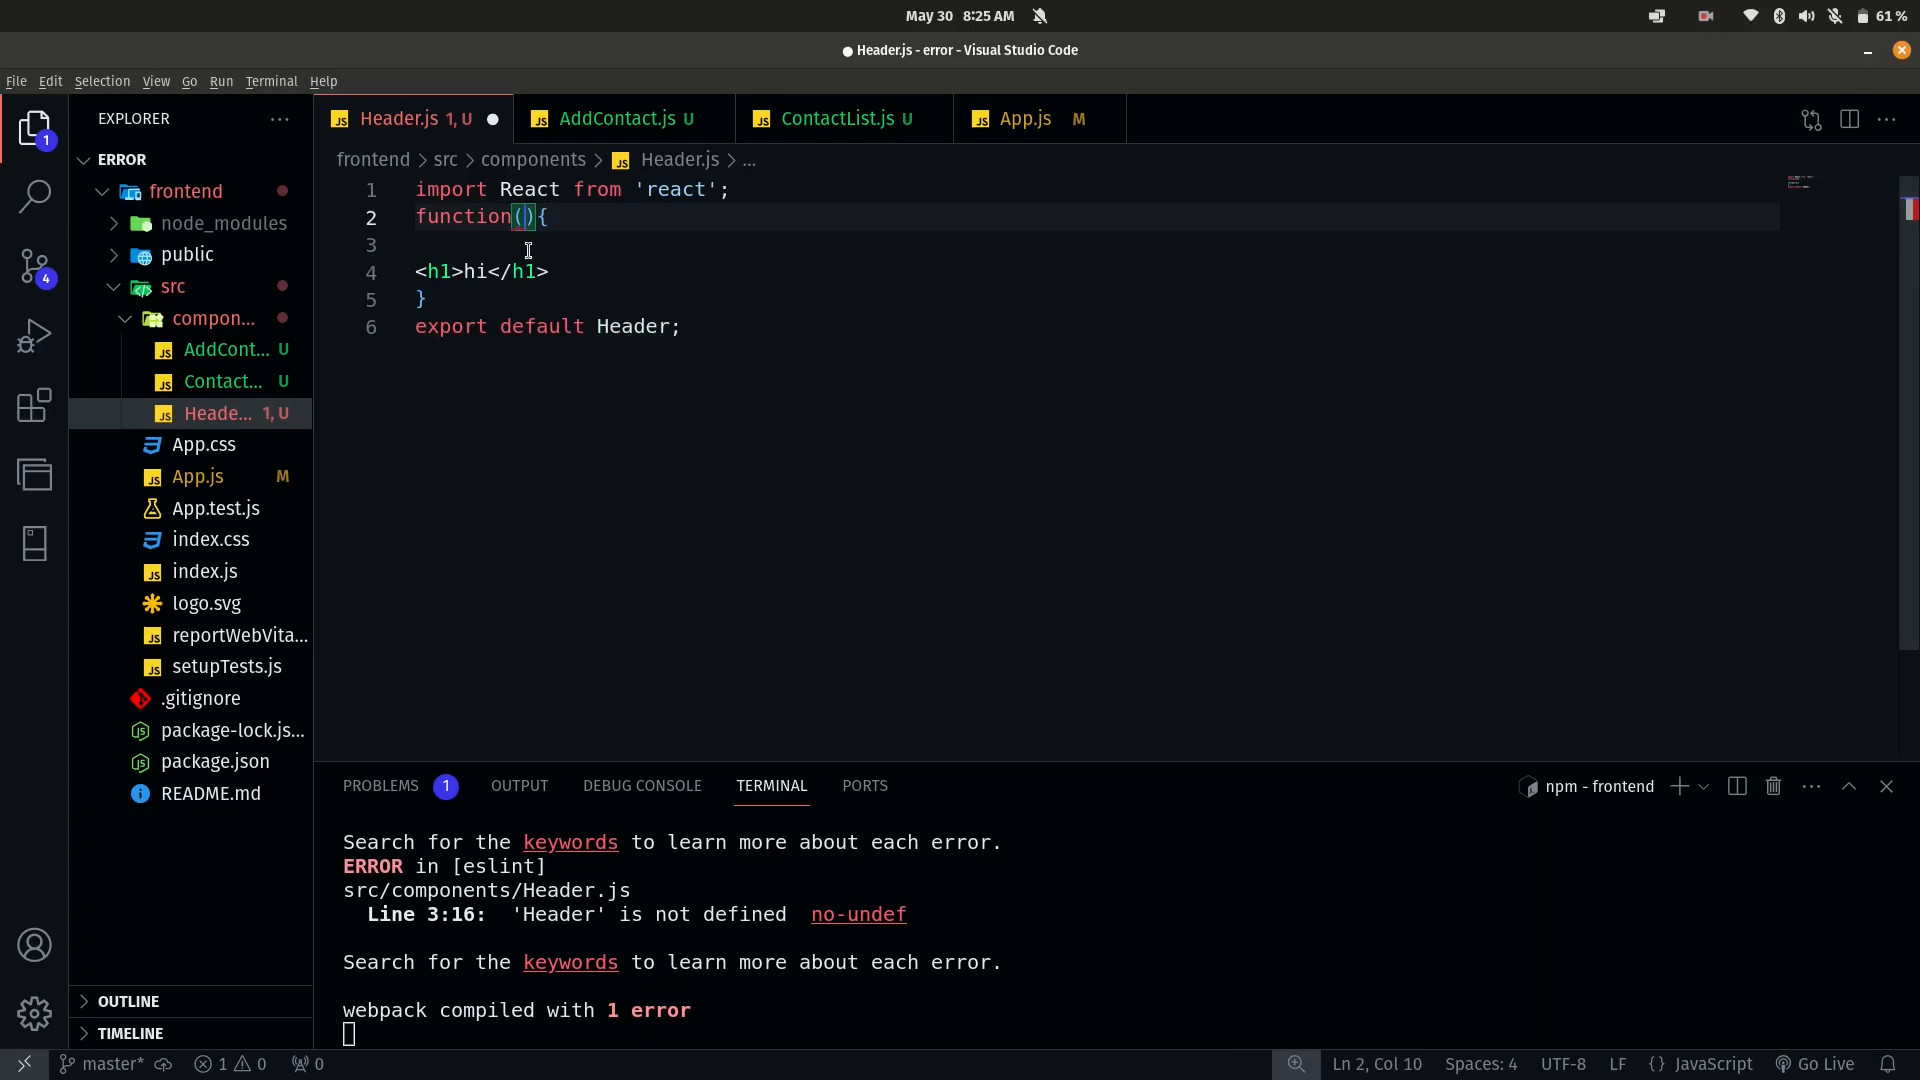 May 30 8:25 AM
61 %
Header.js - error - Visual Studio Code
File Edit Selection View Go Run Terminal Help
EXPLORER
Header.js 1, U
AddContact.js U
ContactList.js U
App.js M
1
ERROR
frontend
node_modules
public
src
compon...
AddCont... U
Contact... U
Heade... 1, U
App.css
App.js M
App.test.js
index.css
index.js
logo.svg
reportWebVita...
setupTests.js
.gitignore
package-lock.js...
package.json
README.md
OUTLINE
TIMELINE
4
frontend > src > components > Header.js > ...
1 import React from 'react';
2 function(){
3
4 <h1>hi</h1>
5 }
6 export default Header;
PROBLEMS 1 OUTPUT DEBUG CONSOLE TERMINAL PORTS
npm - frontend
Search for the keywords to learn more about each error.
ERROR in [eslint]
src/components/Header.js
Line 3:16: 'Header' is not defined no-undef
Search for the keywords to learn more about each error.
webpack compiled with 1 error
master* 1 0 0
Ln 2, Col 10 Spaces: 4 UTF-8 LF {} JavaScript Go Live